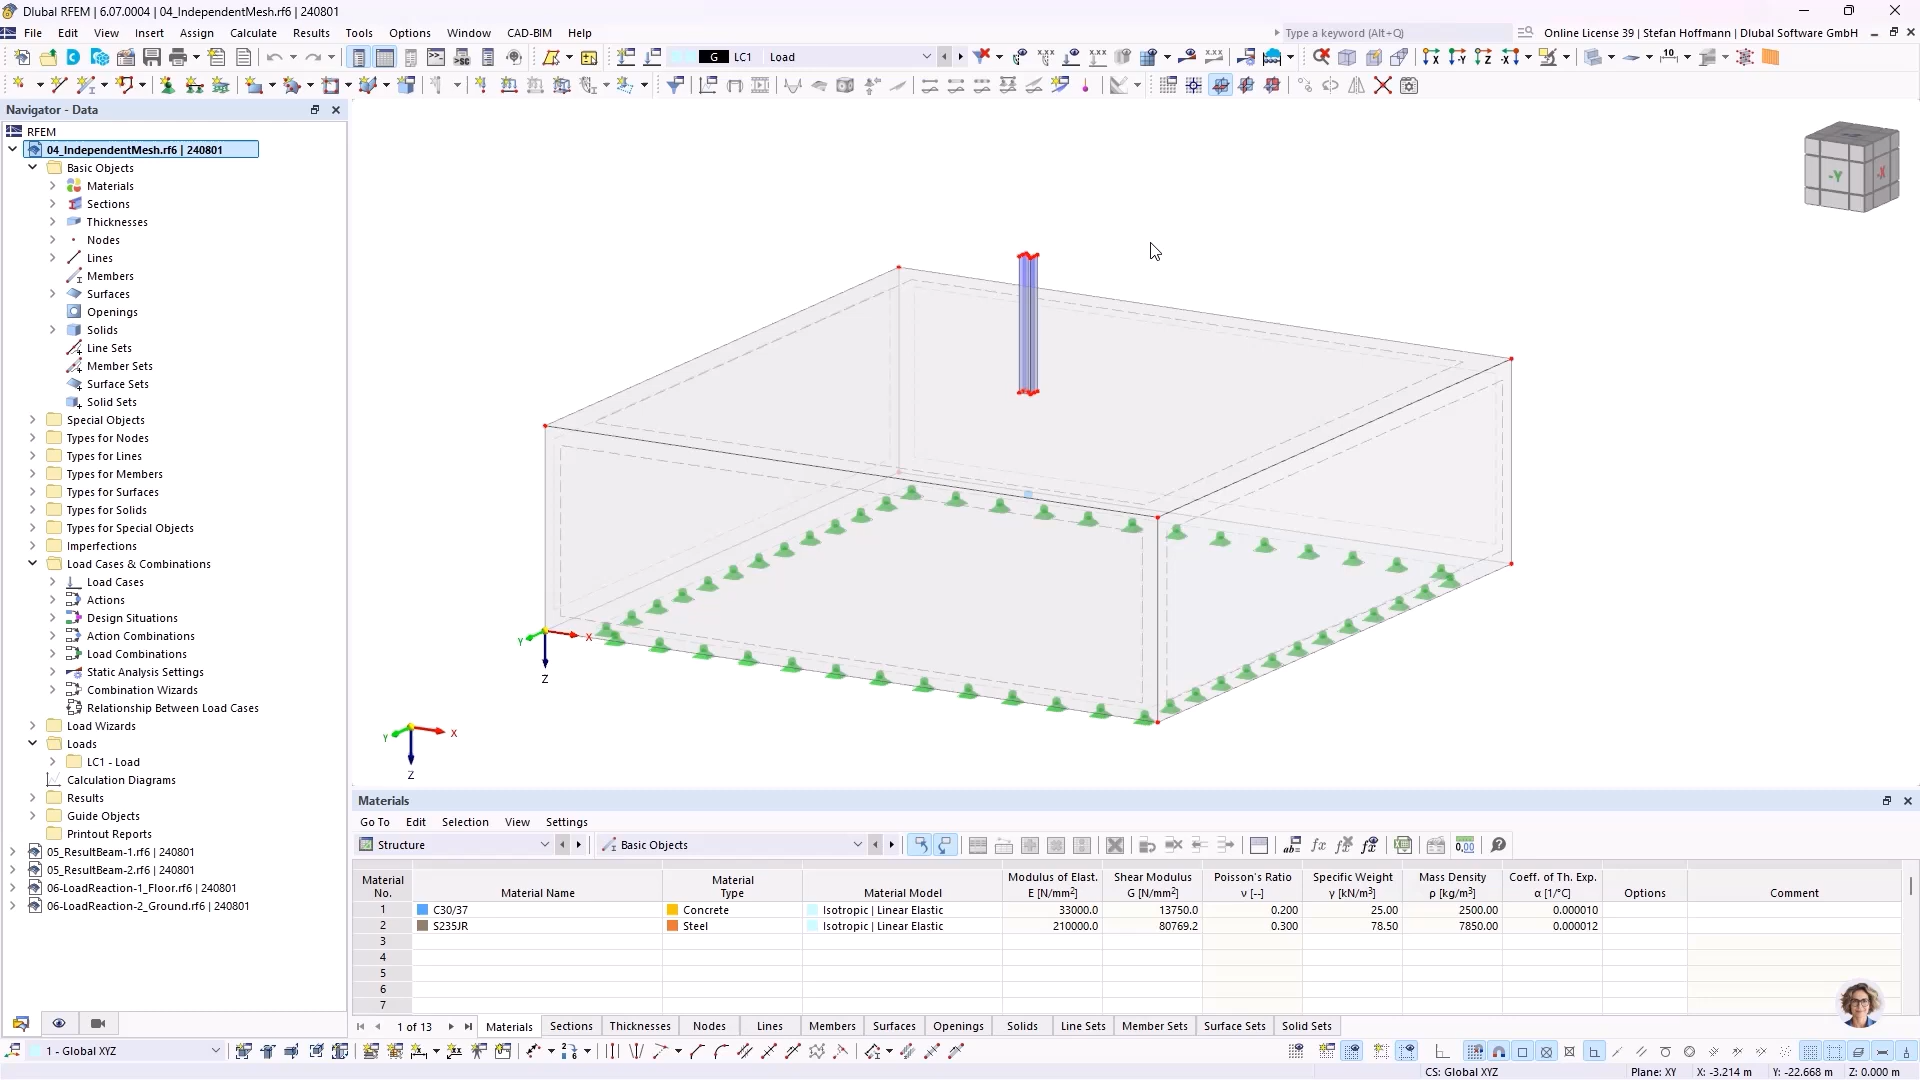 Dlubal RFEM | 6.07.0004 | 04_IndependentMesh.rf6 | 240801
File Edit View Insert Assign Calculate Results Tools Options Window CAD-BIM Help
Type a keyword (Alt+Q)
Online License 39 | Stefan Hoffmann | Dlubal Software GmbH
G LC1 Load
Navigator - Data
RFEM
04_IndependentMesh.rf6 | 240801
Basic Objects
Materials
Sections
Thicknesses
Nodes
Lines
Members
Surfaces
Openings
Solids
Line Sets
Member Sets
Surface Sets
Solid Sets
Special Objects
Types for Nodes
Types for Lines
Types for Members
Types for Surfaces
Types for Solids
Types for Special Objects
Imperfections
Load Cases & Combinations
Load Cases
Actions
Design Situations
Action Combinations
Load Combinations
Static Analysis Settings
Combination Wizards
Relationship Between Load Cases
Load Wizards
Loads
LC1 - Load
Calculation Diagrams
Results
Guide Objects
Printout Reports
05_ResultBeam-1.rf6 | 240801
05_ResultBeam-2.rf6 | 240801
06-LoadReaction-1_Floor.rf6 | 240801
06-LoadReaction-2_Ground.rf6 | 240801
-Y -X
Y X
Z
Y X
Z
Materials
Go To Edit Selection View Settings
Structure Basic Objects
Material No. Material Name Material Type Material Model Modulus of Elast. E [N/mm²] Shear Modulus G [N/mm²] Poisson's Ratio ν [--] Specific Weight γ [kN/m³] Mass Density ρ [kg/m³] Coeff. of Th. Exp. α [1/°C] Options Comment
1 C30/37 Concrete Isotropic | Linear Elastic 33000.0 13750.0 0.200 25.00 2500.00 0.000010
2 S235JR Steel Isotropic | Linear Elastic 210000.0 80769.2 0.300 78.50 7850.00 0.000012
3
4
5
6
7
1 of 13 Materials Sections Thicknesses Nodes Lines Members Surfaces Openings Solids Line Sets Member Sets Surface Sets Solid Sets
1 - Global XYZ
CS: Global XYZ Plane: XY X: -3.214 m Y: -22.668 m Z: 0.000 m